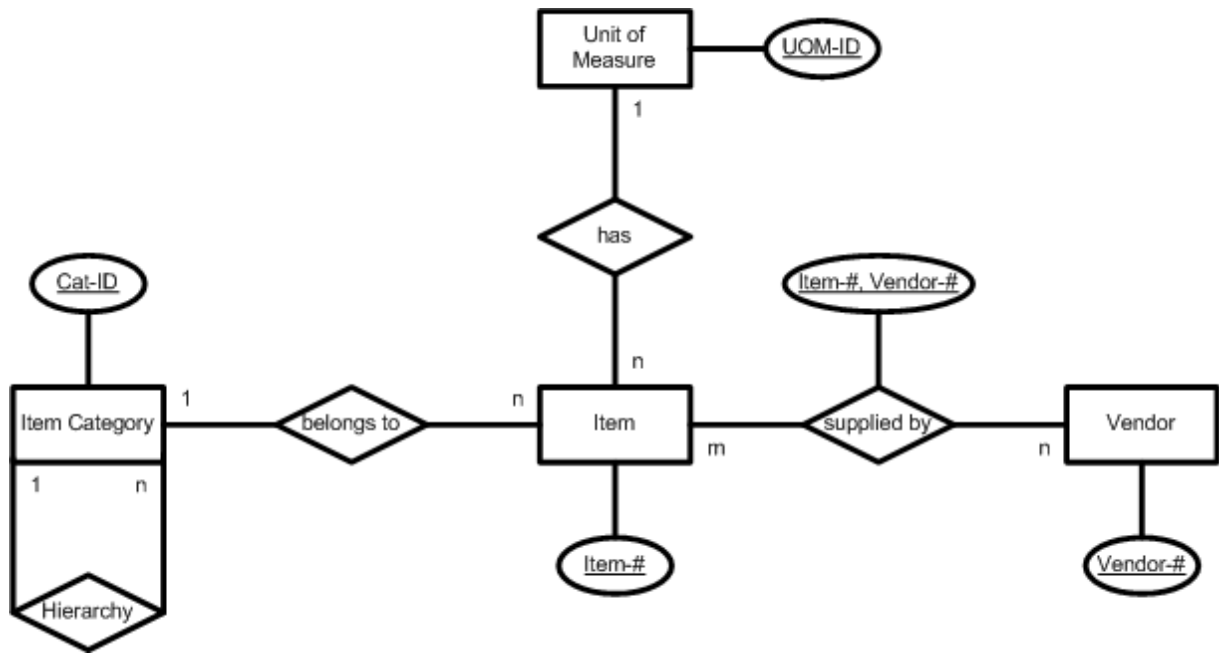 Unit of
Measure
UOM-ID
1
has
Cat-ID
Item-#, Vendor-#
n
1
n
Item Category
belongs to
Item
supplied by
Vendor
m
n
1
n
Item-#
Vendor-#
Hierarchy